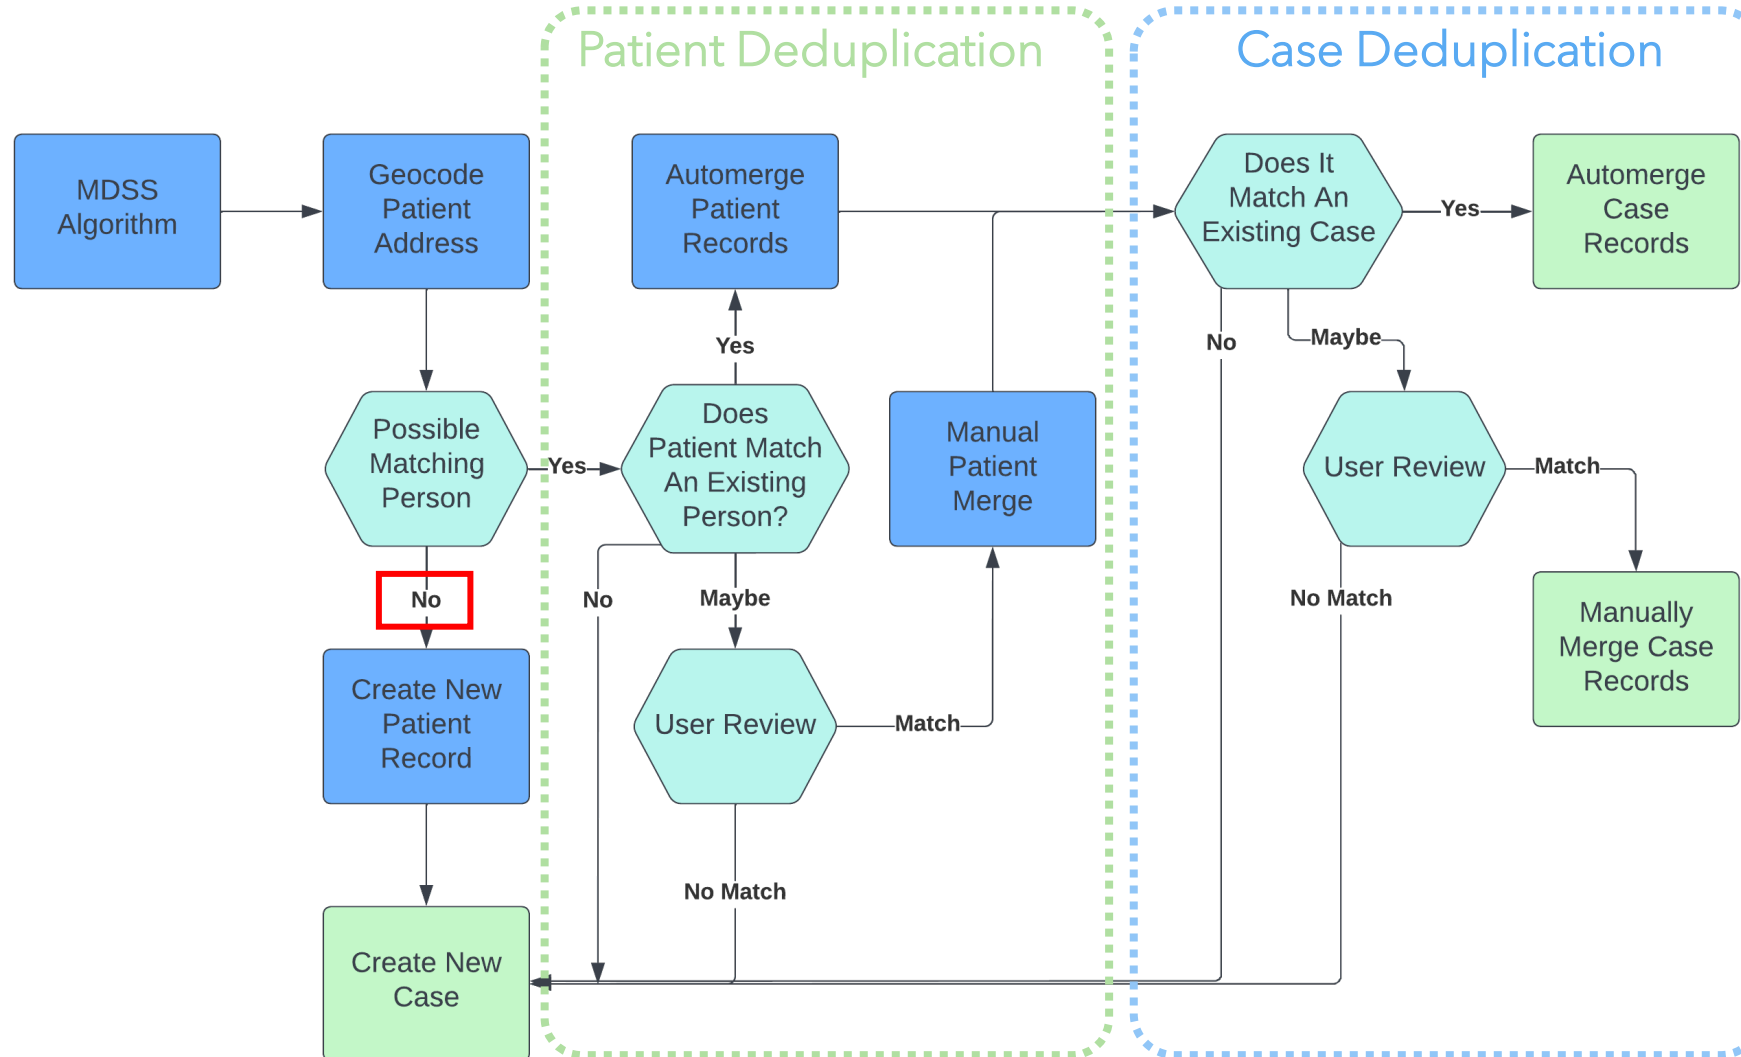 Patient Deduplication
Case Deduplication
MDSS
Algorithm
Geocode
Patient
Address
Automerge
Patient
Records
Does It
Match An
Existing Case
Yes
Automerge
Case
Records
Yes
No
Maybe
Possible
Matching
Person
Yes
Does
Patient Match
An Existing
Person?
Manual
Patient
Merge
User Review
Match
No
No
Maybe
No Match
Manually
Merge Case
Records
Create New
Patient
Record
User Review
Match
No Match
Create New
Case